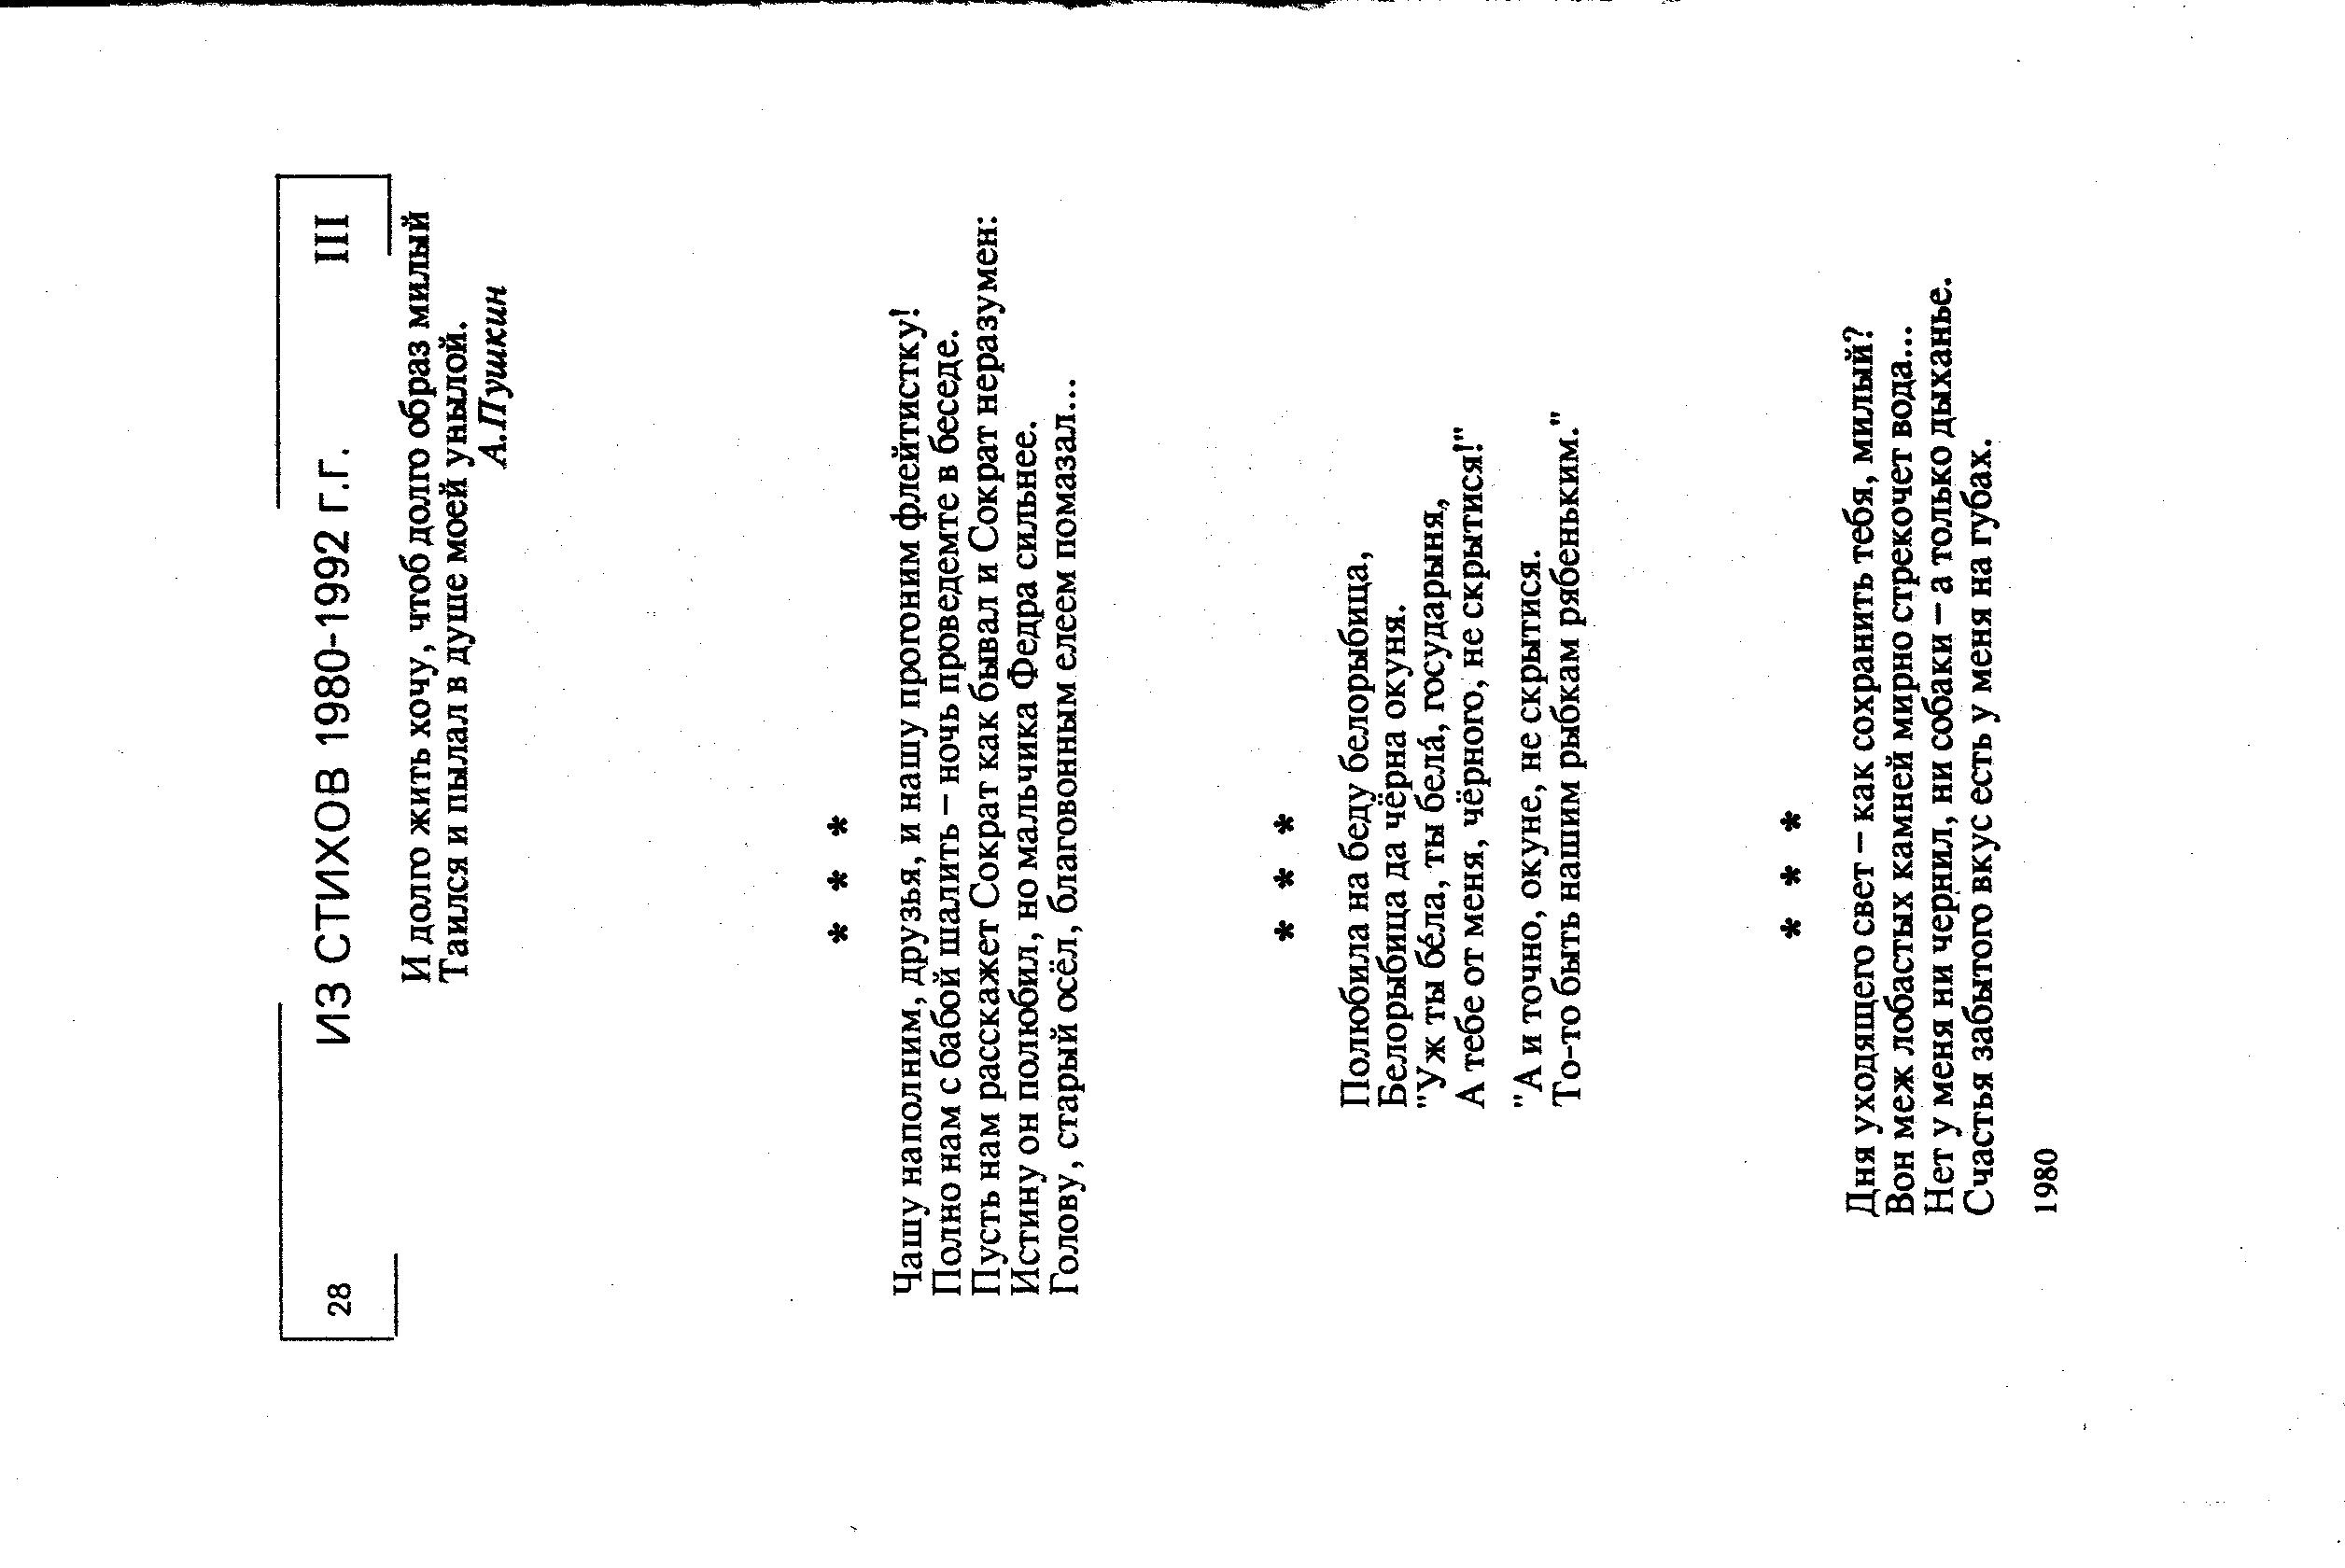 28 ИЗ СТИХОВ 1980-1992 г.г. III
И долго жить хочу, чтоб долго образ милый
Таился и пылал в душе моей унылой.
А.Пушкин
* * *
Чашу наполним, друзья, и нашу прогоним флейтистку!
Полно нам с бабой шалить – ночь проведемте в беседе.
Пусть нам расскажет Сократ как бывал и Сократ неразумен:
Истину он полюбил, но мальчика Федра сильнее.
Голову, старый осёл, благовонным елеем помазал...
* * *
Полюбила на беду белорыбица,
Белорыбица да чёрна окуня.
"Уж ты бе́ла, ты бела́, государыня,
А тебе от меня, чёрного, не скрытися!"
"А и точно, окуне, не скрытися.
То-то быть нашим рыбкам рябеньким."
* * *
Дня уходящего свет – как сохранить тебя, милый?
Вон меж лобастых камней мирно стрекочет вода...
Нет у меня ни чернил, ни собаки – а только дыханье.
Счастья забытого вкус есть у меня на губах.
1980